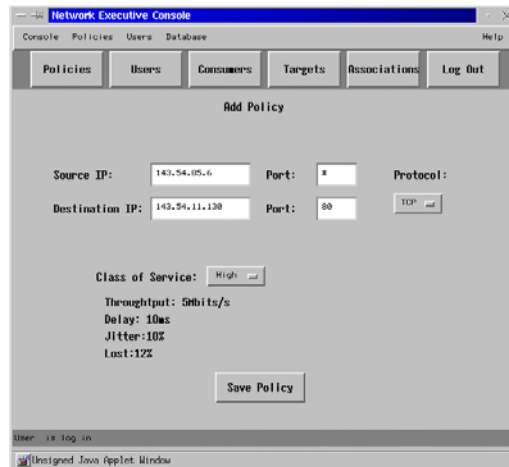 Network Executive Console
Console Policies Users Database Help
Policies Users Consumers Targets Associations Log Out
Add Policy
Source IP: 143.54.85.6 Port: * Protocol:
Destination IP: 143.54.11.130 Port: 80 TCP
Class of Service: High
Throughtput: 5Mbits/s
Delay: 10ms
Jitter:10%
Lost:12%
Save Policy
User is log in
Unsigned Java Applet Window